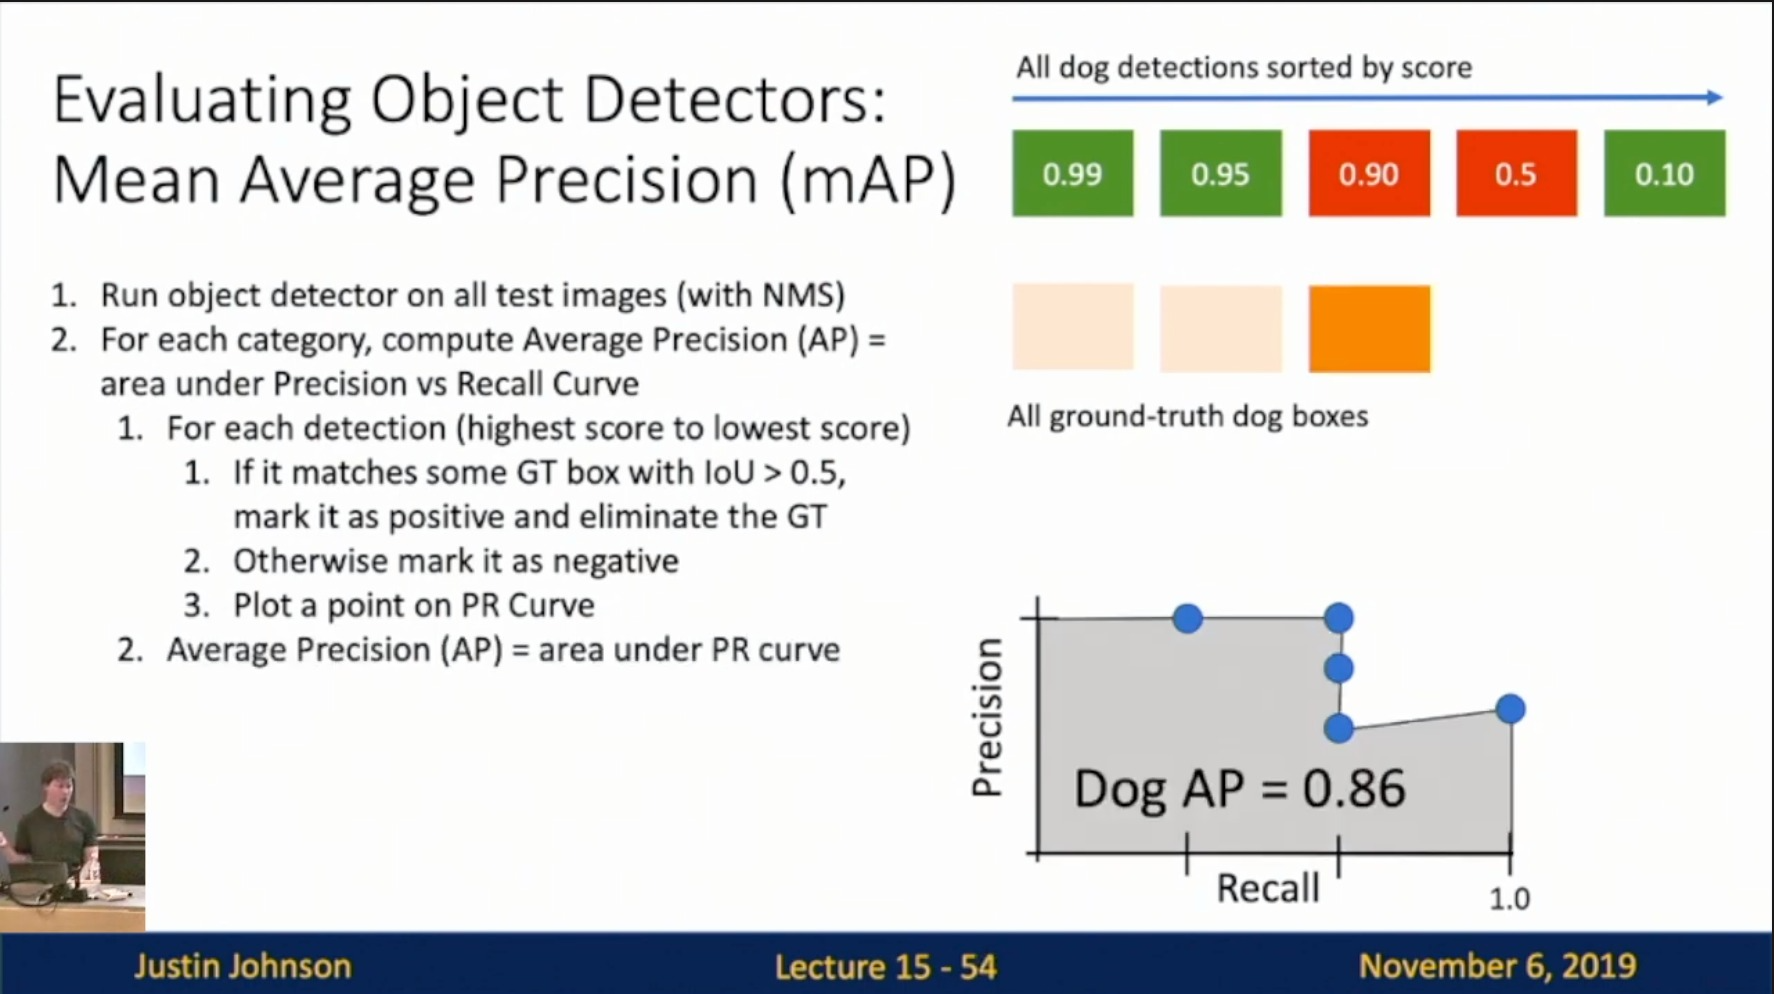 Evaluating Object Detectors:
Mean Average Precision (mAP)
1. Run object detector on all test images (with NMS)
2. For each category, compute Average Precision (AP) =
area under Precision vs Recall Curve
1. For each detection (highest score to lowest score)
1. If it matches some GT box with IoU > 0.5,
mark it as positive and eliminate the GT
2. Otherwise mark it as negative
3. Plot a point on PR Curve
2. Average Precision (AP) = area under PR curve
All dog detections sorted by score
0.99 0.95 0.90 0.5 0.10
All ground-truth dog boxes
Precision
Dog AP = 0.86
Recall
1.0
Justin Johnson
Lecture 15 - 54
November 6, 2019